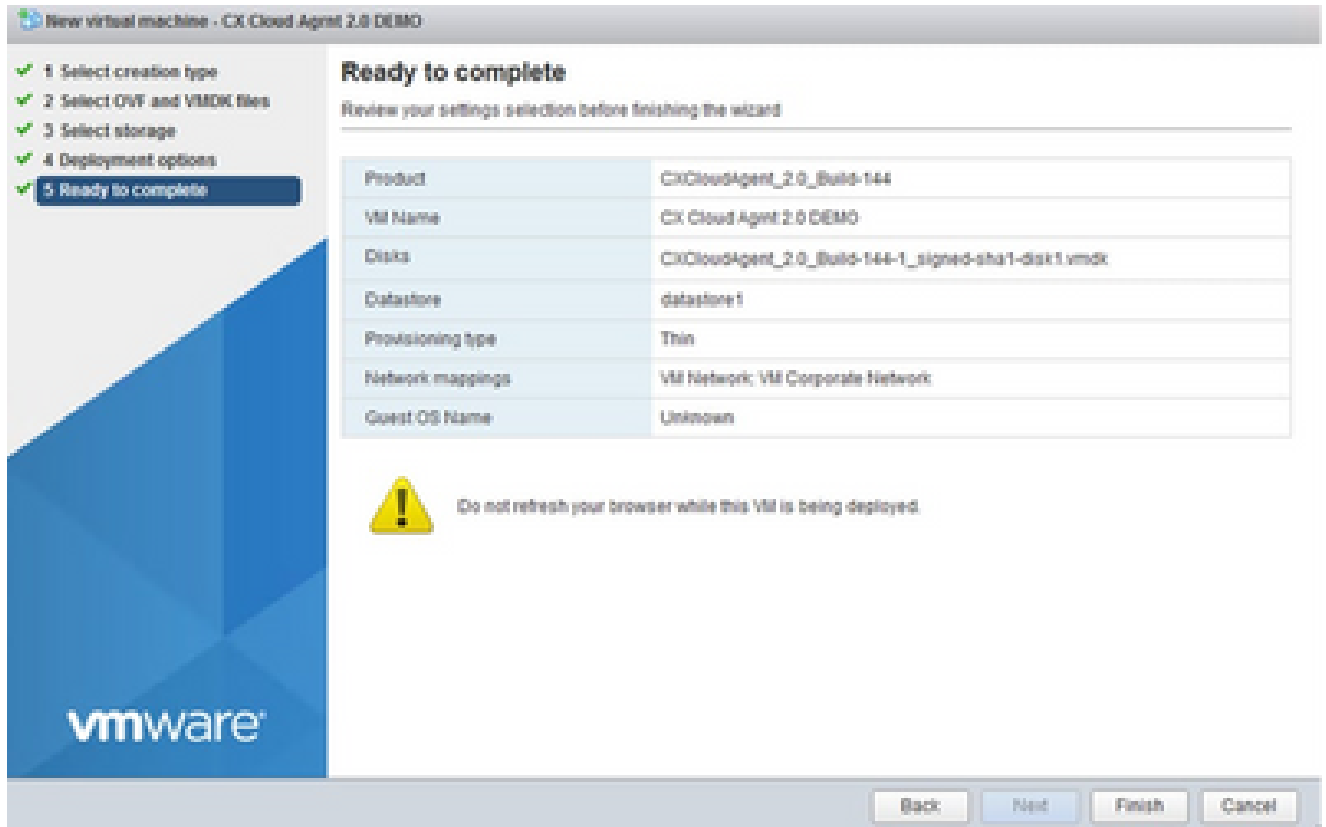 New virtual machine - CX Cloud Agmt 2.0 DEMO
1 Select creation type
2 Select OVF and VMDK files
3 Select storage
4 Deployment options
5 Ready to complete
Ready to complete
Review your settings selection before finishing the wizard
Product CXCloudAgent_2.0_Build-144
VM Name CX Cloud Agmt 2.0 DEMO
Disks CXCloudAgent_2.0_Build-144-1_signed-sha1-disk1.vmdk
Datastore datastore1
Provisioning type Thin
Network mappings VM Network: VM Corporate Network
Guest OS Name Unknown
Do not refresh your browser while this VM is being deployed.
vmware
Back Next Finish Cancel